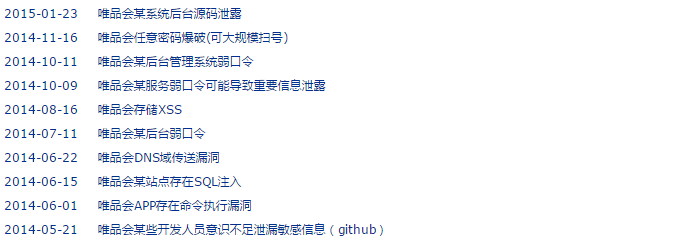 2015-01-23 唯品会某系统后台源码泄露
2014-11-16 唯品会任意密码爆破(可大规模扫号)
2014-10-11 唯品会某后台管理系统弱口令
2014-10-09 唯品会某服务弱口令可能导致重要信息泄露
2014-08-16 唯品会存储XSS
2014-07-11 唯品会某后台弱口令
2014-06-22 唯品会DNS域传送漏洞
2014-06-15 唯品会某站点存在SQL注入
2014-06-01 唯品会APP存在命令执行漏洞
2014-05-21 唯品会某些开发人员意识不足泄漏敏感信息（github）